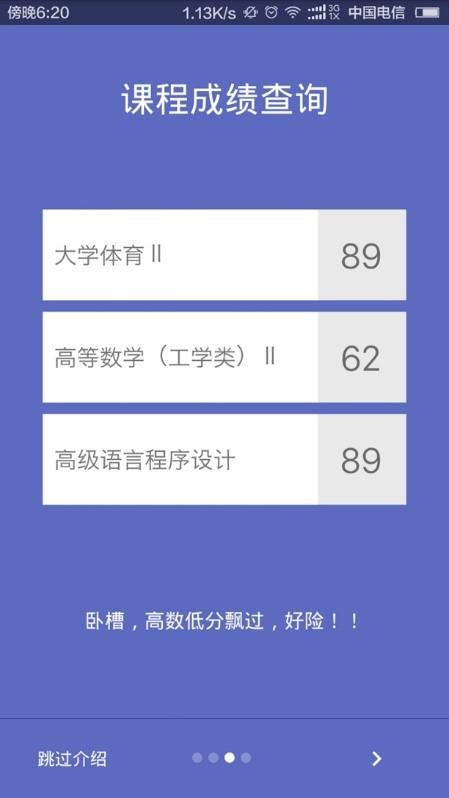 傍晚6:20 1.13K/s 3G 1X 中国电信
课程成绩查询
大学体育Ⅱ 89
高等数学（工学类）Ⅱ 62
高级语言程序设计 89
卧槽，高数低分飘过，好险！！
跳过介绍